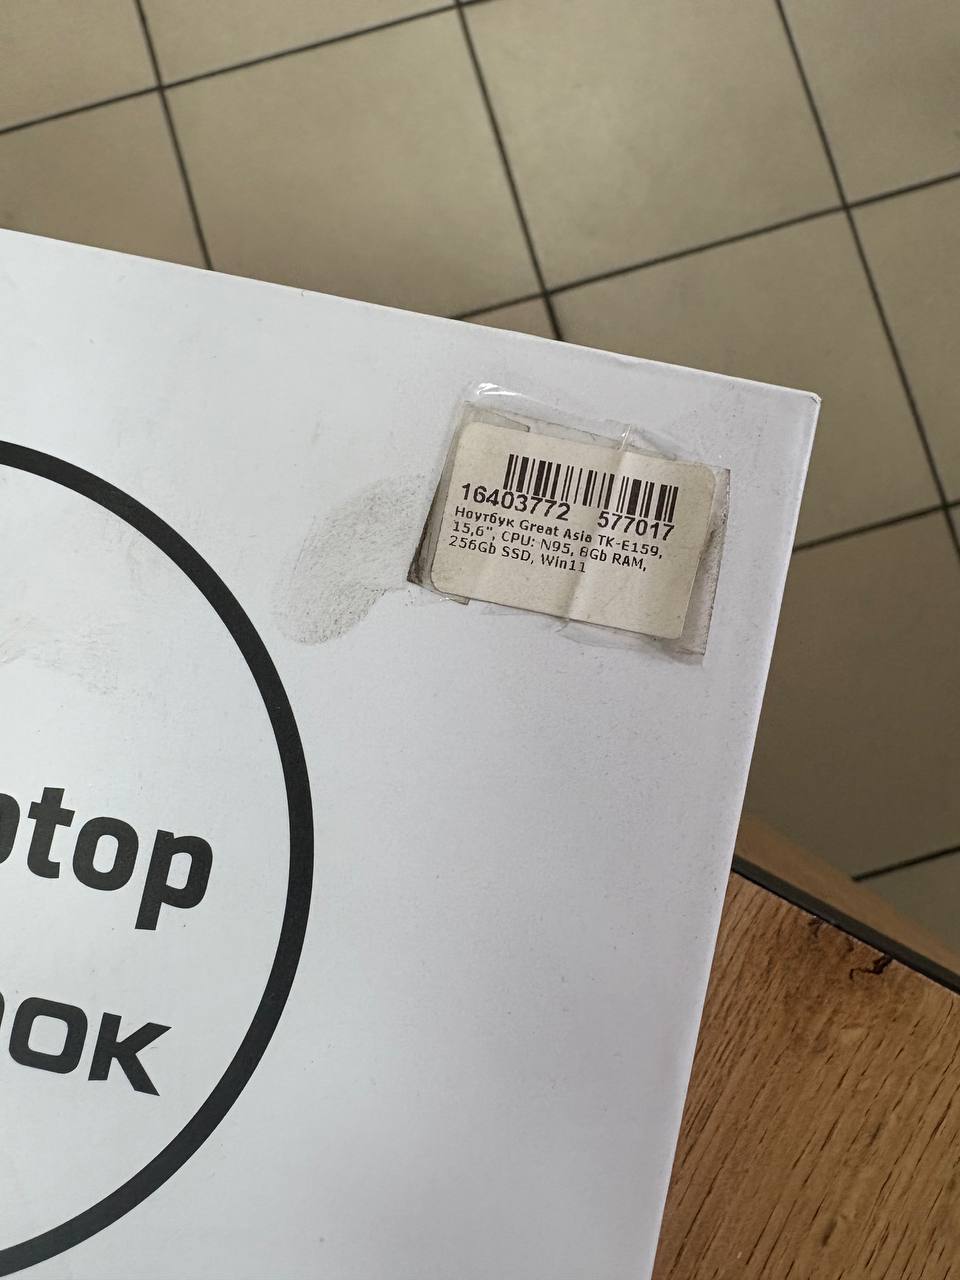 16403772 577017
Ноутбук Great Asia TK-E159,
15,6", CPU: N95, 8Gb RAM,
256Gb SSD, Win11
ptop
OOK